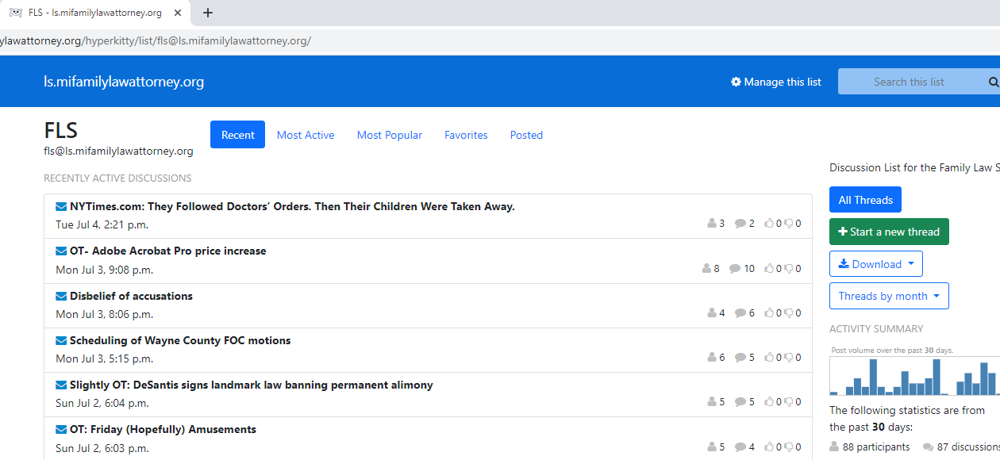 FLS - ls.mifamilylawattorney.org
ylawattorney.org/hyperkitty/list/fls@ls.mifamilylawattorney.org/
ls.mifamilylawattorney.org
Manage this list
Search this list
FLS
fls@ls.mifamilylawattorney.org
Recent
Most Active
Most Popular
Favorites
Posted
RECENTLY ACTIVE DISCUSSIONS
NYTimes.com: They Followed Doctors’ Orders. Then Their Children Were Taken Away.
Tue Jul 4, 2:21 p.m.
3 2 0 0
OT- Adobe Acrobat Pro price increase
Mon Jul 3, 9:08 p.m.
8 10 0 0
Disbelief of accusations
Mon Jul 3, 8:06 p.m.
4 6 0 0
Scheduling of Wayne County FOC motions
Mon Jul 3, 5:15 p.m.
6 5 0 0
Slightly OT: DeSantis signs landmark law banning permanent alimony
Sun Jul 2, 6:04 p.m.
5 5 0 0
OT: Friday (Hopefully) Amusements
Sun Jul 2, 6:03 p.m.
5 4 0 0
Discussion List for the Family Law S
All Threads
Start a new thread
Download
Threads by month
ACTIVITY SUMMARY
Post volume over the past 30 days.
The following statistics are from
the past 30 days:
88 participants
87 discussions